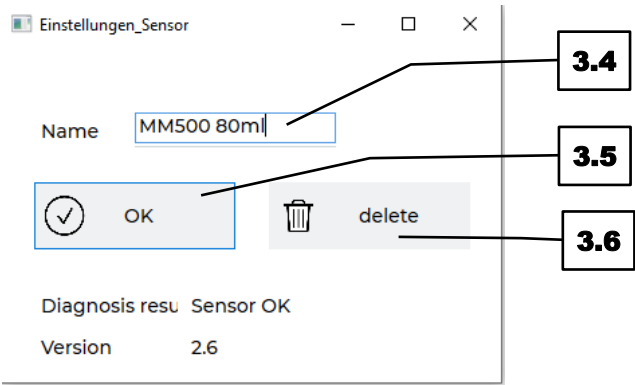 Einstellungen_Sensor
3.4
Name MM500 80ml
3.5
OK delete
3.6
Diagnosis resu Sensor OK
Version 2.6